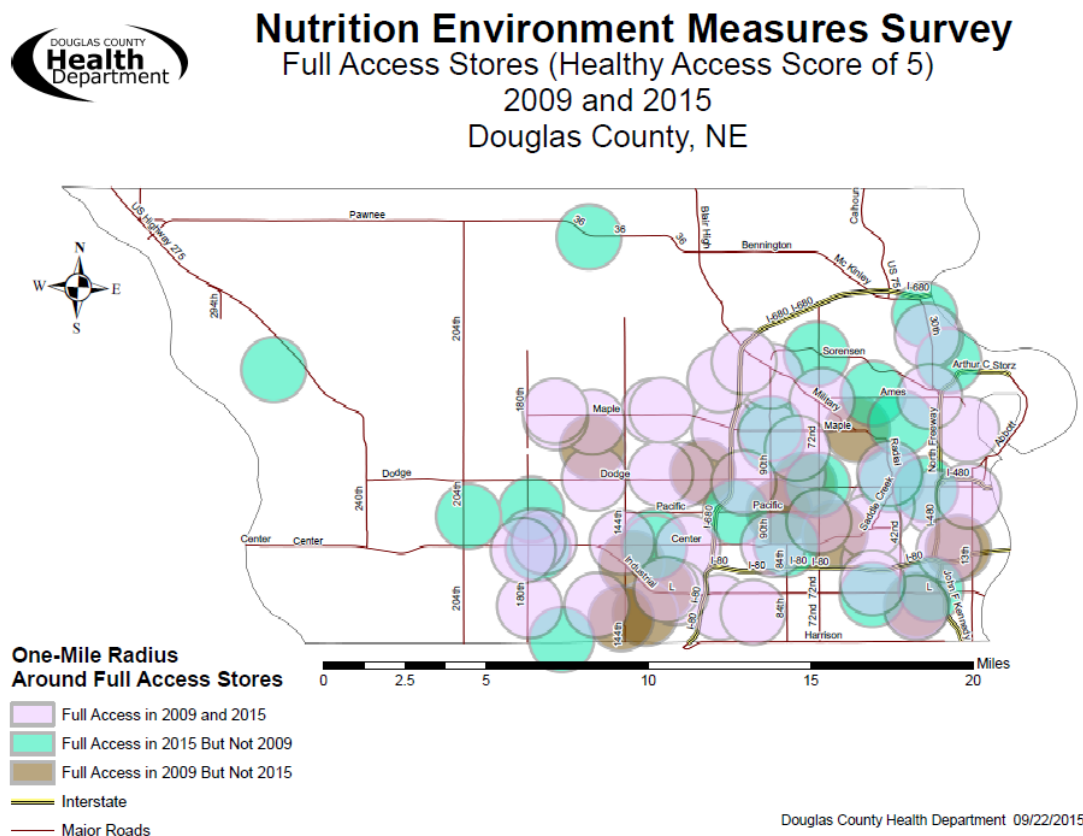 Nutrition Environment Measures Survey
DOUGLAS COUNTY
Health
Department
Full Access Stores (Healthy Access Score of 5)
2009 and 2015
Douglas County, NE
US Highway 275
Pawnee
36
36
36
Blair High
Calhoun
Bennington
Mc Kinley
US 75
N
W
E
S
294th
204th
I-680
I-680
I-680
30th
Sorensen
Arthur C Storz
180th
Maple
Military
Ames
72nd
Maple
Radial
North Freeway
Abbott
Dodge
Dodge
90th
I-480
240th
204th
Pacific
Pacific
Saddle Creek
144th
I-680
90th
42nd
I-480
Center
Center
Center
84th
I-80
I-80
I-80
I-80
13th
Industrial
L
L
180th
204th
144th
I-80
I-80
84th
72nd
72nd
John F Kennedy
Harrison
One-Mile Radius
Around Full Access Stores
Miles
0
2.5
5
10
15
20
Full Access in 2009 and 2015
Full Access in 2015 But Not 2009
Full Access in 2009 But Not 2015
Interstate
Major Roads
Douglas County Health Department 09/22/2015